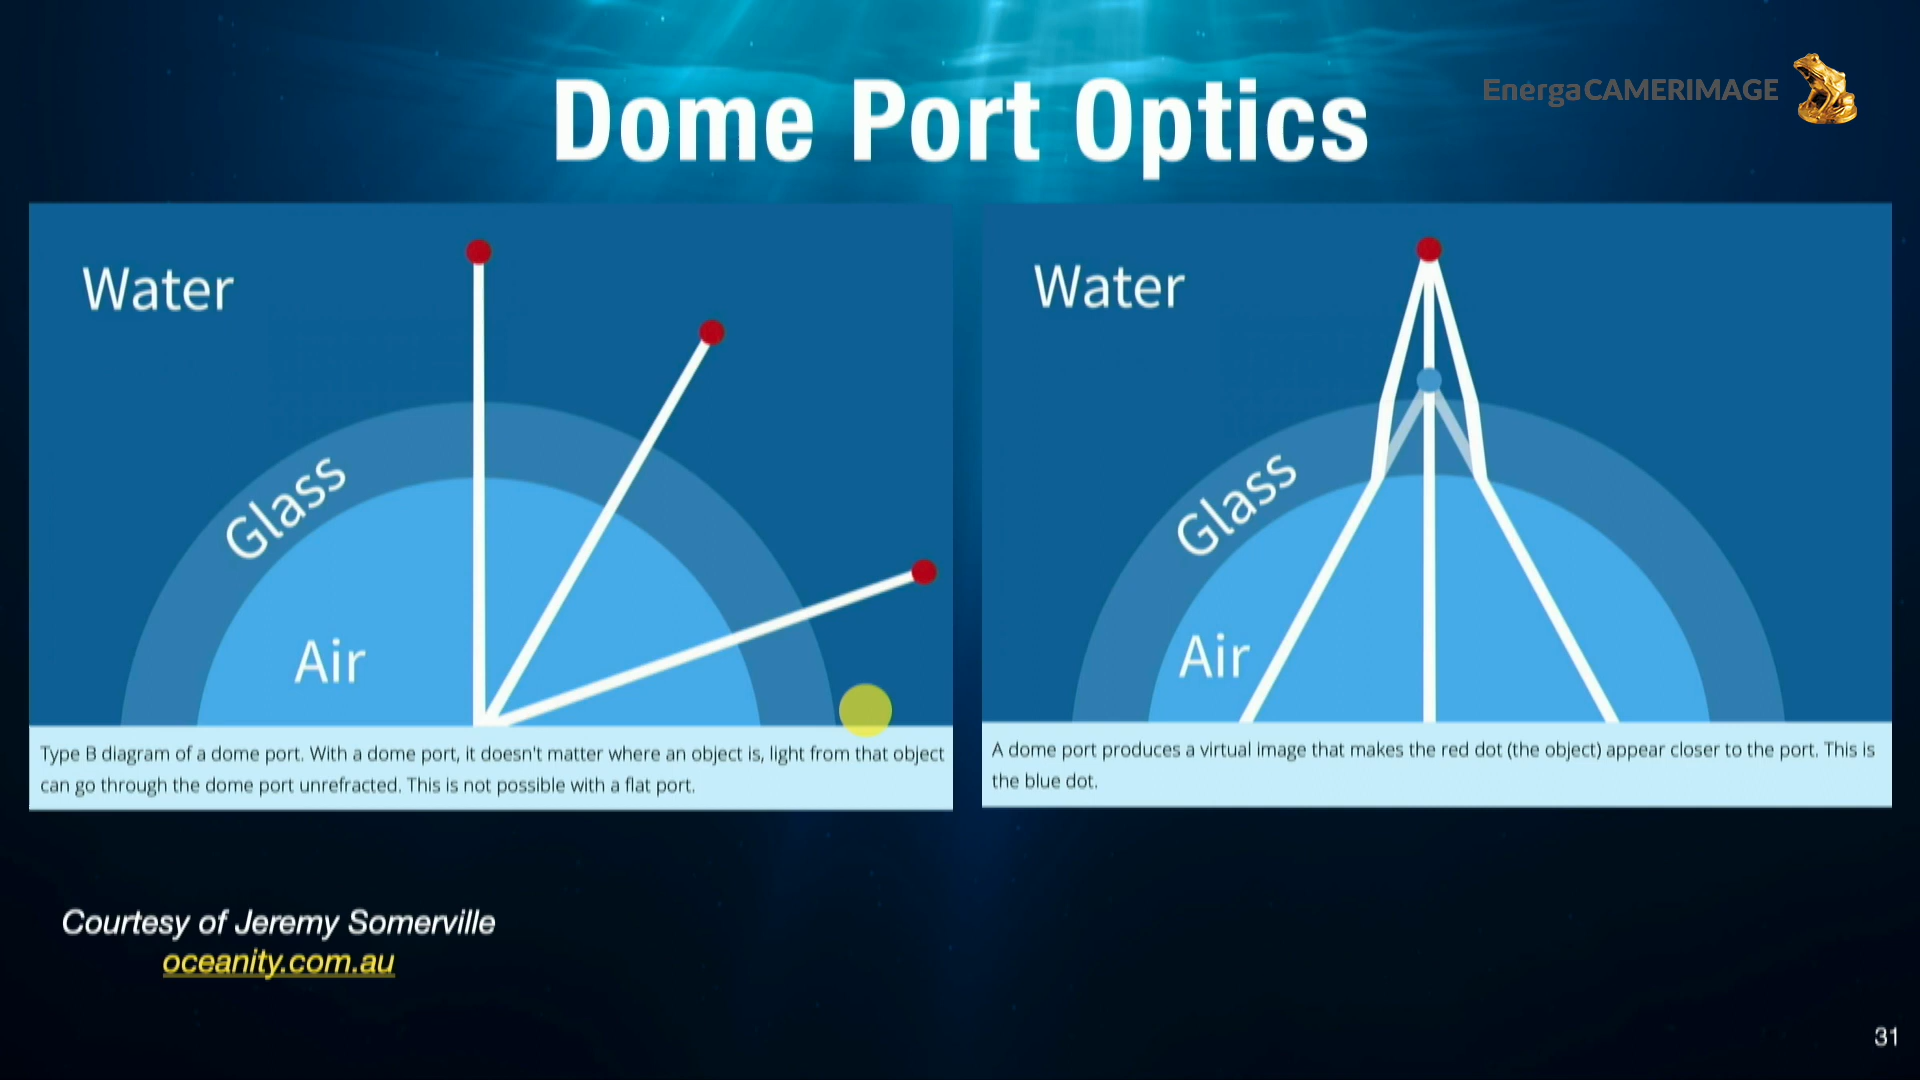 Dome Port Optics
EnergaCAMERIMAGE
Water
Glass
Air
Type B diagram of a dome port. With a dome port, it doesn't matter where an object is, light from that object
can go through the dome port unrefracted. This is not possible with a flat port.
Water
Glass
Air
A dome port produces a virtual image that makes the red dot (the object) appear closer to the port. This is
the blue dot.
Courtesy of Jeremy Somerville
oceanity.com.au
31